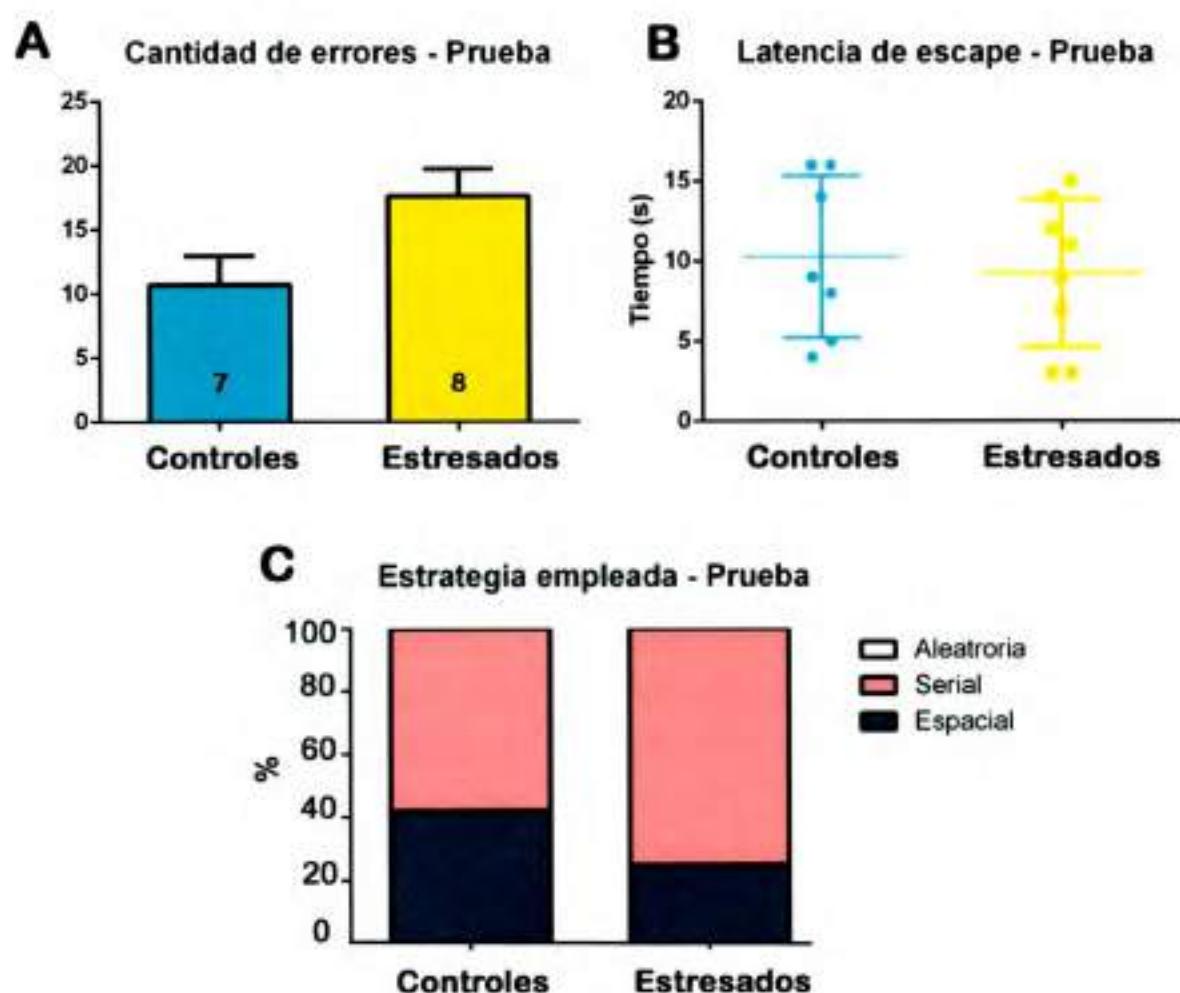 A
Cantidad de errores - Prueba
25
20
15
10
5
0
7
8
Controles
Estresados
B
Latencia de escape - Prueba
Tiempo (s)
20
15
10
5
0
Controles
Estresados
C
Estrategia empleada - Prueba
%
100
80
60
40
20
0
Controles
Estresados
Aleatroria
Serial
Espacial